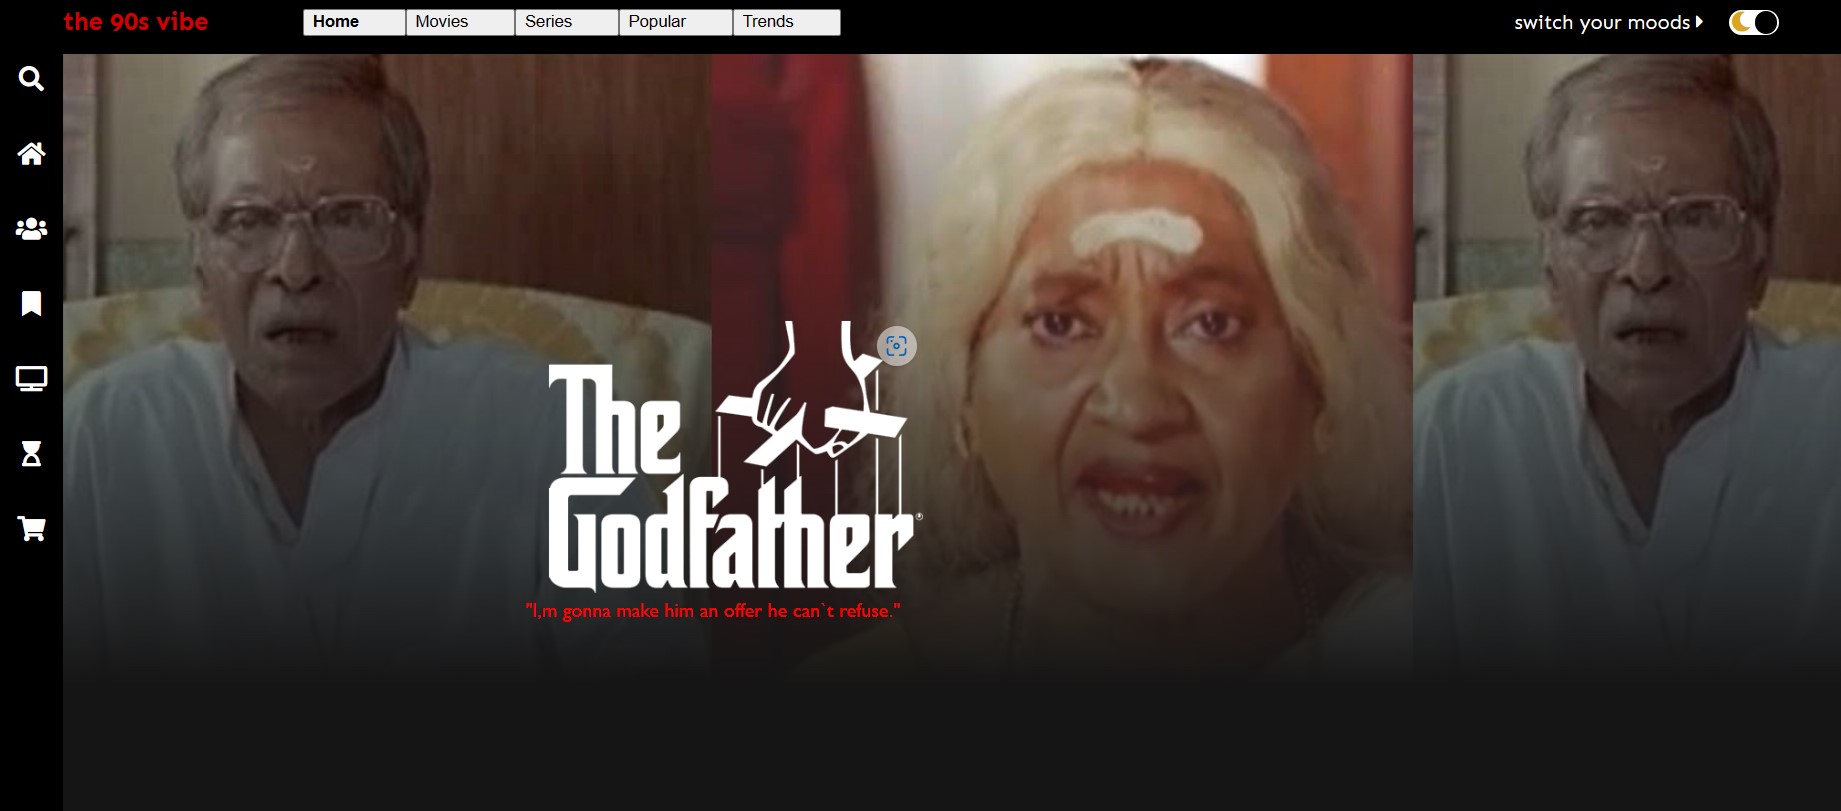 the 90s vibe
Home Movies Series Popular Trends
switch your moods
The
Godfather®
"I,m gonna make him an offer he can`t refuse."